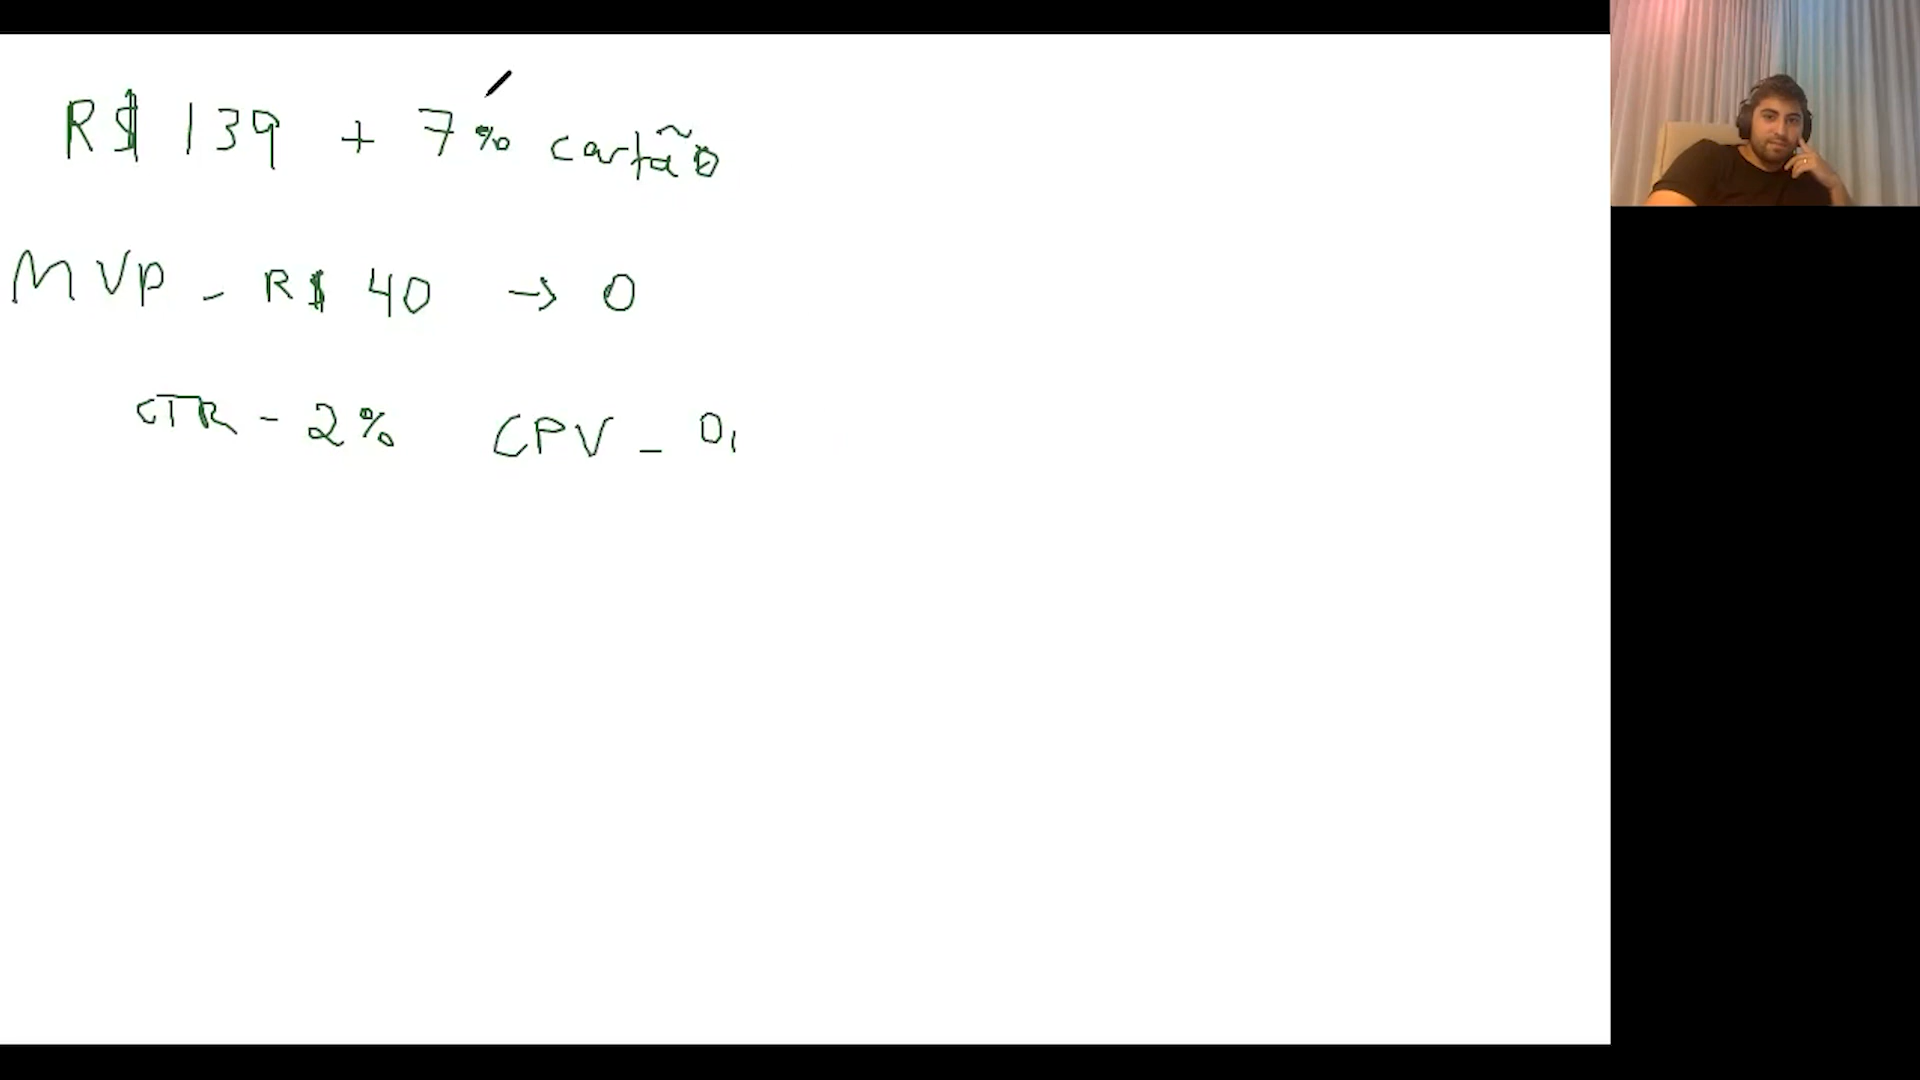 R$ 139 + 7% cartão
MVP - R$ 40 → 0
CTR - 2% CPV - 0,